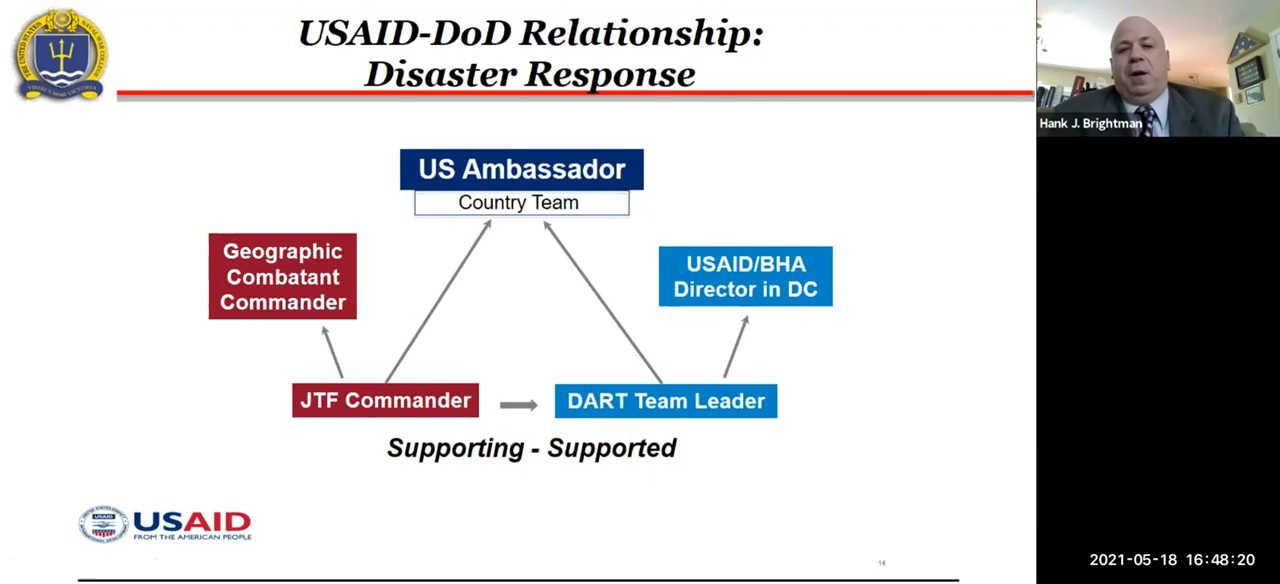 USAID-DoD Relationship:
Disaster Response
Hank J. Brightman
US Ambassador
Country Team
Geographic
Combatant
Commander
USAID/BHA
Director in DC
JTF Commander
DART Team Leader
Supporting - Supported
USAID
FROM THE AMERICAN PEOPLE
14
2021-05-18 16:48:20